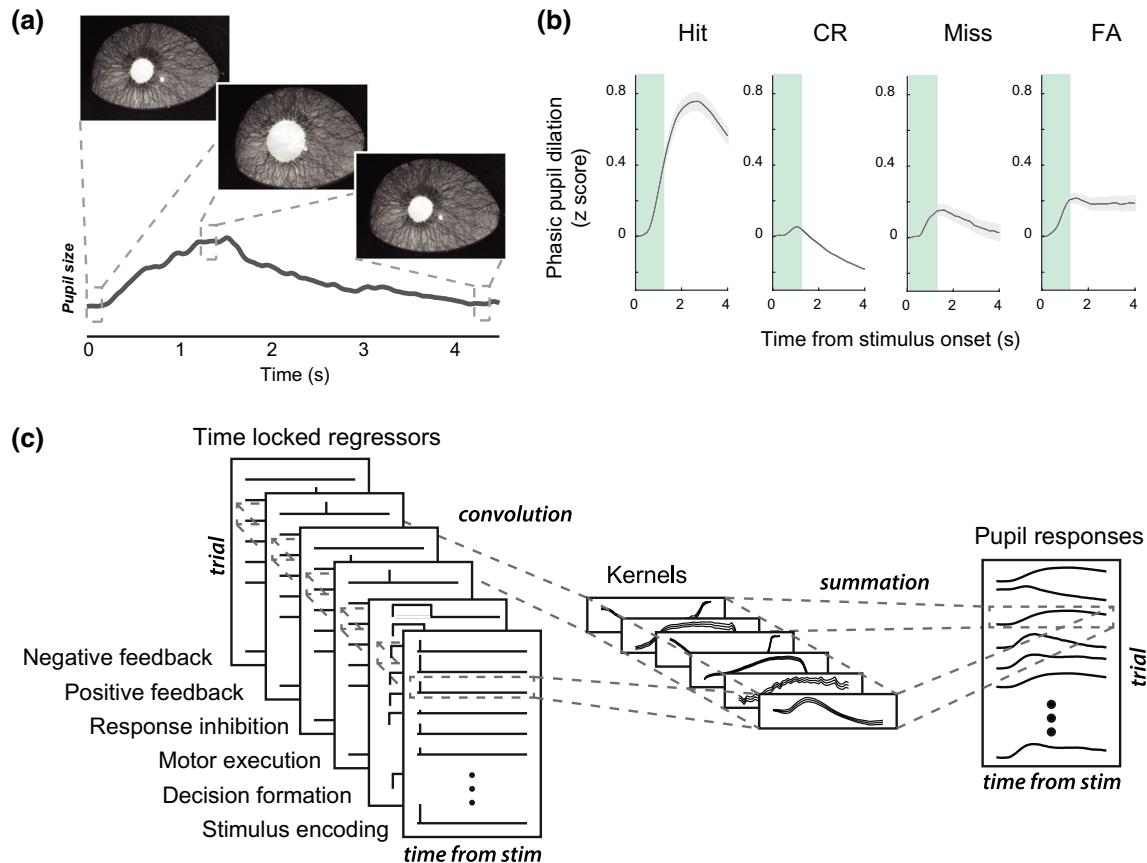 (a)
Pupil size
0 1 2 3 4
Time (s)
(b)
Hit CR Miss FA
Phasic pupil dilation
(z score)
0.8 0.8 0.8 0.8
0.4 0.4 0.4 0.4
0 0 0 0
0 2 4 0 2 4 0 2 4 0 2 4
Time from stimulus onset (s)
(c)
Time locked regressors
trial
convolution
Negative feedback
Positive feedback
Response inhibition
Motor execution
Decision formation
Stimulus encoding
time from stim
Kernels
summation
Pupil responses
trial
time from stim